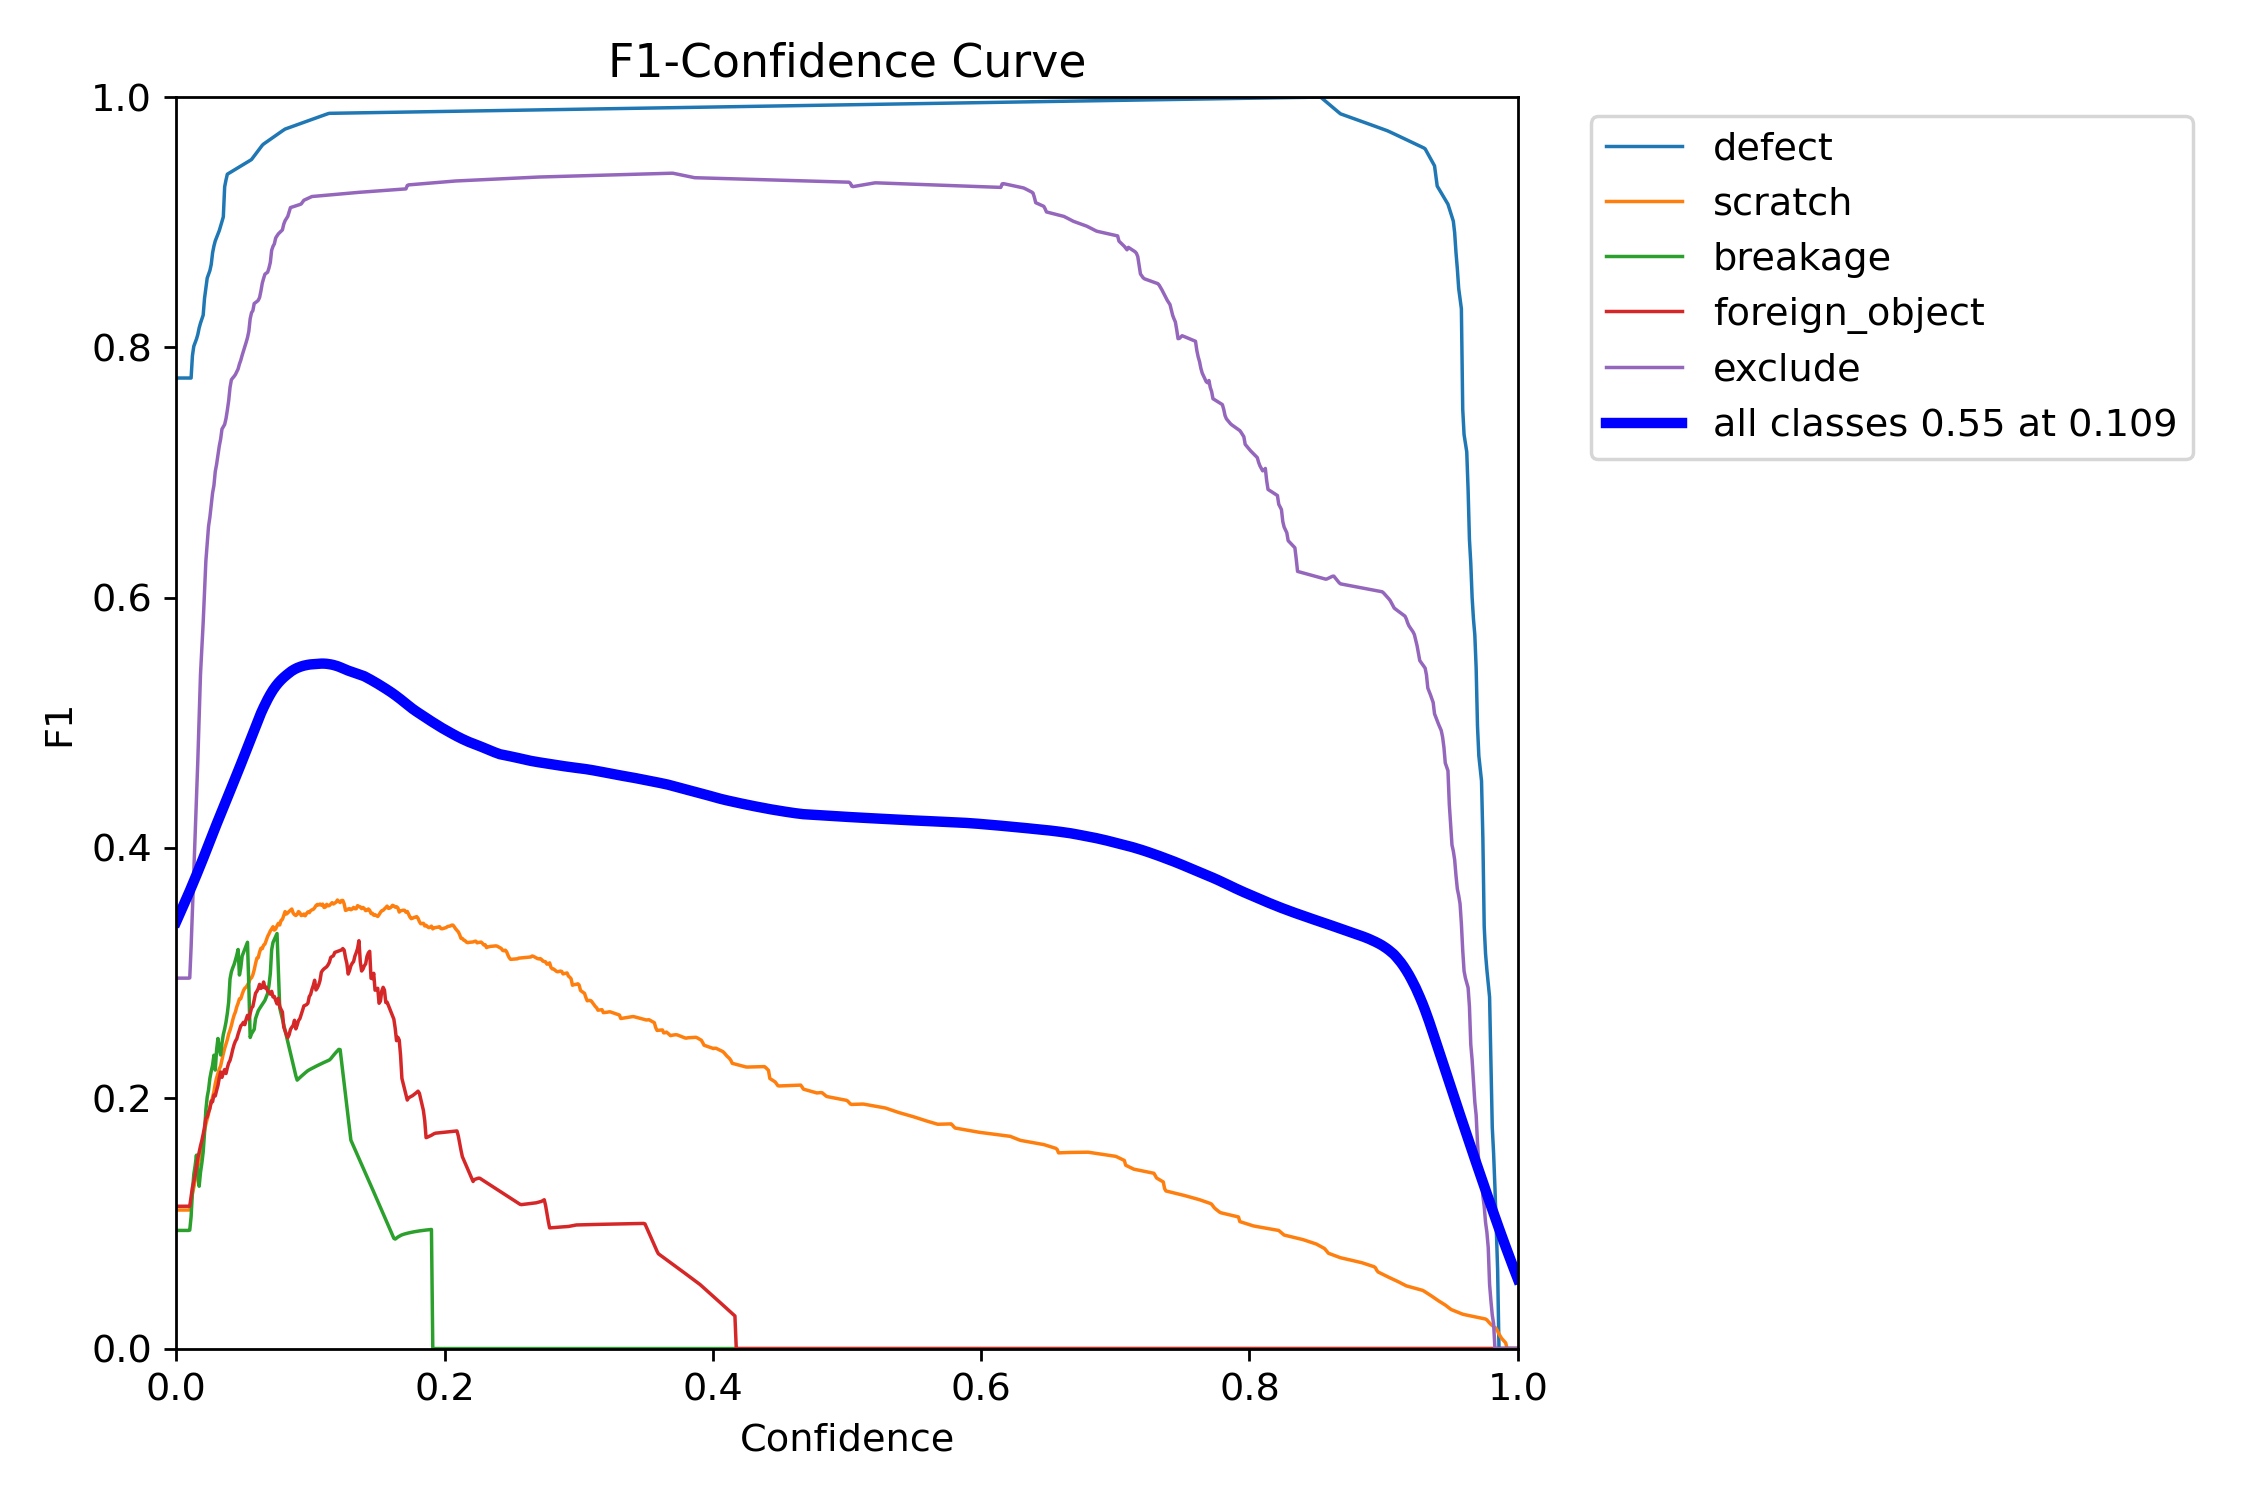 F1-Confidence Curve
1.0
0.8
0.6
0.4
0.2
0.0
F1
0.0 0.2 0.4 0.6 0.8 1.0
Confidence
defect
scratch
breakage
foreign_object
exclude
all classes 0.55 at 0.109